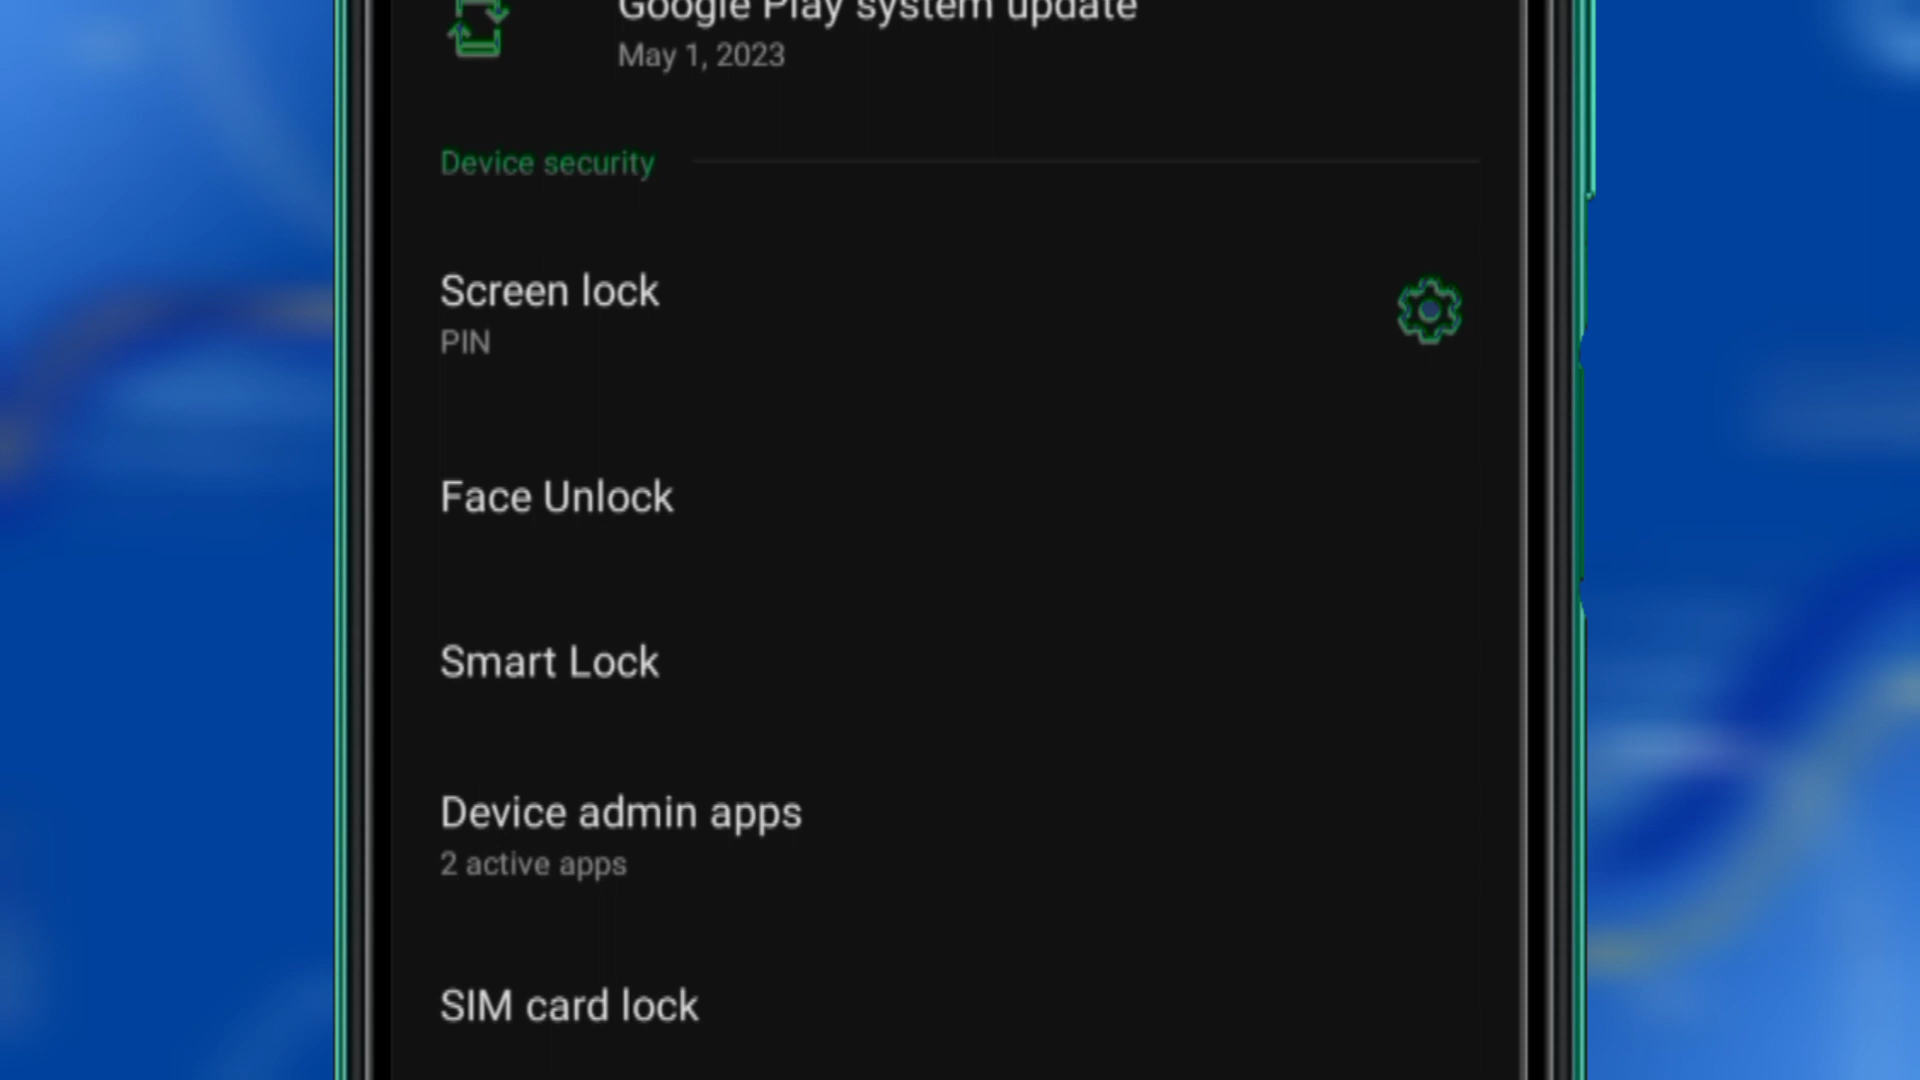 Google Play system update
May 1, 2023
Device security
Screen lock
PIN
Face Unlock
Smart Lock
Device admin apps
2 active apps
SIM card lock